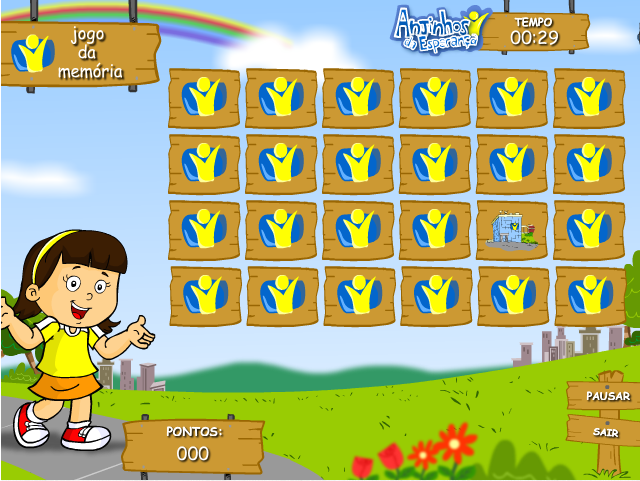 jogo
da
memória
Anjinhos
da Esperança
TEMPO
00:29
PAUSAR
SAIR
PONTOS:
000